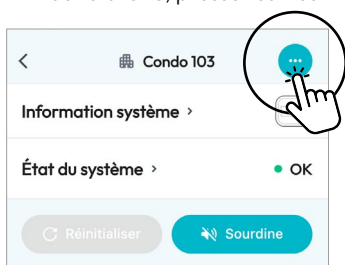 Condo 103
Information système >
État du système >
OK
Réinitialiser
Sourdine